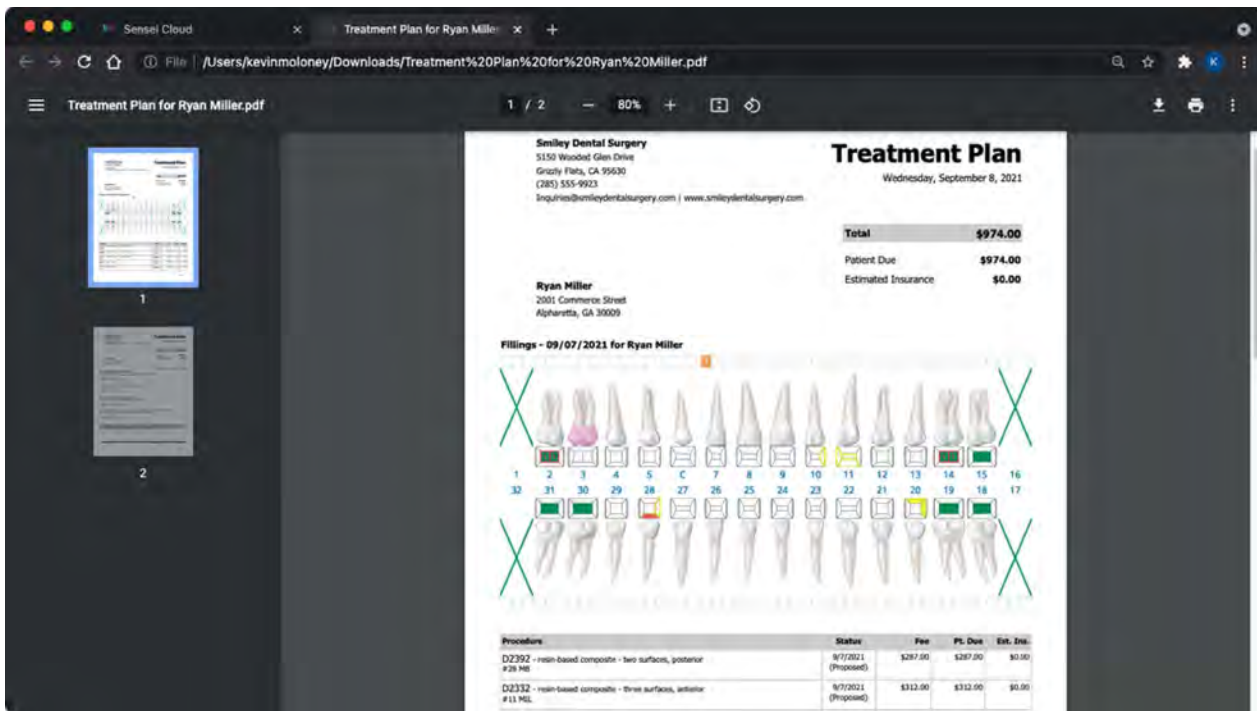 Sensei Cloud
Treatment Plan for Ryan Mille
File /Users/kevinmoloney/Downloads/Treatment%20Plan%20for%20Ryan%20Miller.pdf
K
Treatment Plan for Ryan Miller.pdf
1 / 2
80%
1
2
Smiley Dental Surgery
5150 Wooded Glen Drive
Grizzly Flats, CA 95630
(285) 555-9923
Inquiries@smileydentalsurgery.com | www.smileydentalsurgery.com
Treatment Plan
Wednesday, September 8, 2021
Total $974.00
Patient Due $974.00
Estimated Insurance $0.00
Ryan Miller
2001 Commerce Street
Alpharetta, GA 30009
Fillings - 09/07/2021 for Ryan Miller
1 2 3 4 5 C 7 8 9 10 11 12 13 14 15 16
32 31 30 29 28 27 26 25 24 23 22 21 20 19 18 17
Procedure Status Fee Pt. Due Est. Ins.
D2392 - resin-based composite - two surfaces, posterior 9/7/2021 $287.00 $287.00 $0.00
#28 MB (Proposed)
D2332 - resin-based composite - three surfaces, anterior 9/7/2021 $312.00 $312.00 $0.00
#11 MIL (Proposed)